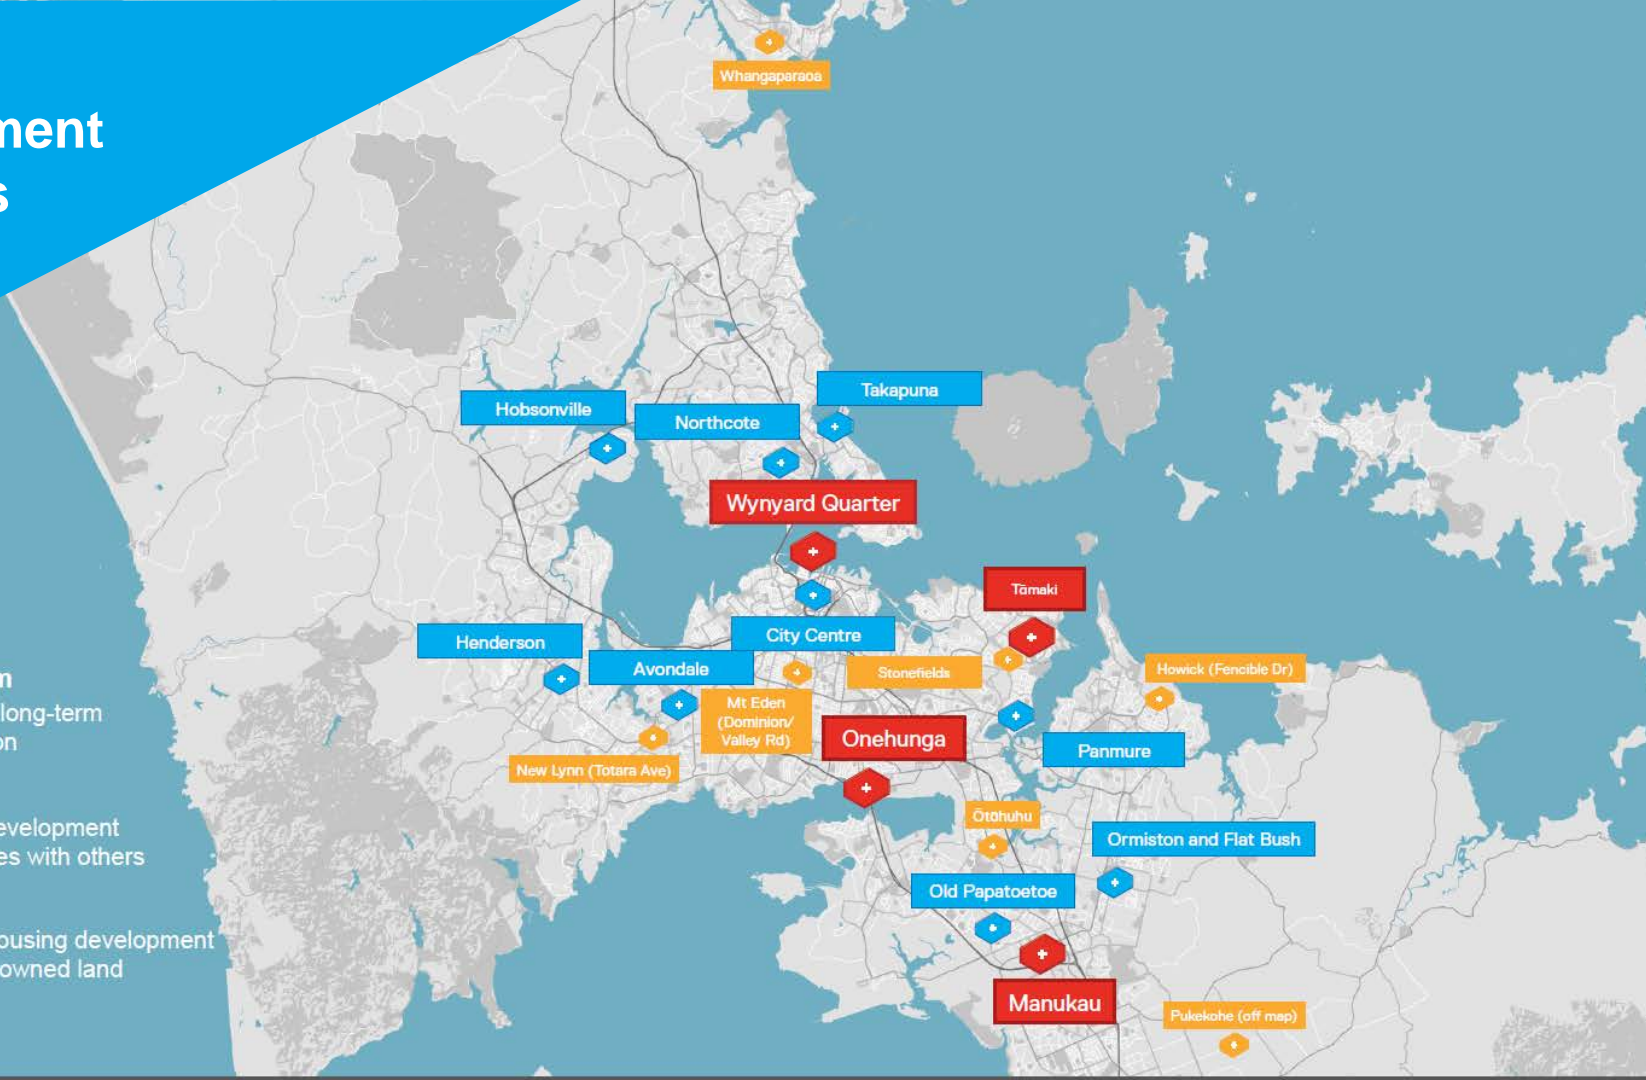 ment
s
Whangaparaoa
Takapuna
Hobsonville
Northcote
Wynyard Quarter
Tāmaki
City Centre
Henderson
Avondale
Stonefields
Howick (Fencible Dr)
Mt Eden
(Dominion/
Valley Rd)
Onehunga
Panmure
New Lynn (Totara Ave)
Ōtāhuhu
Ormiston and Flat Bush
Old Papatoetoe
Manukau
Pukekohe (off map)
m
long-term
on
evelopment
es with others
ousing development
owned land